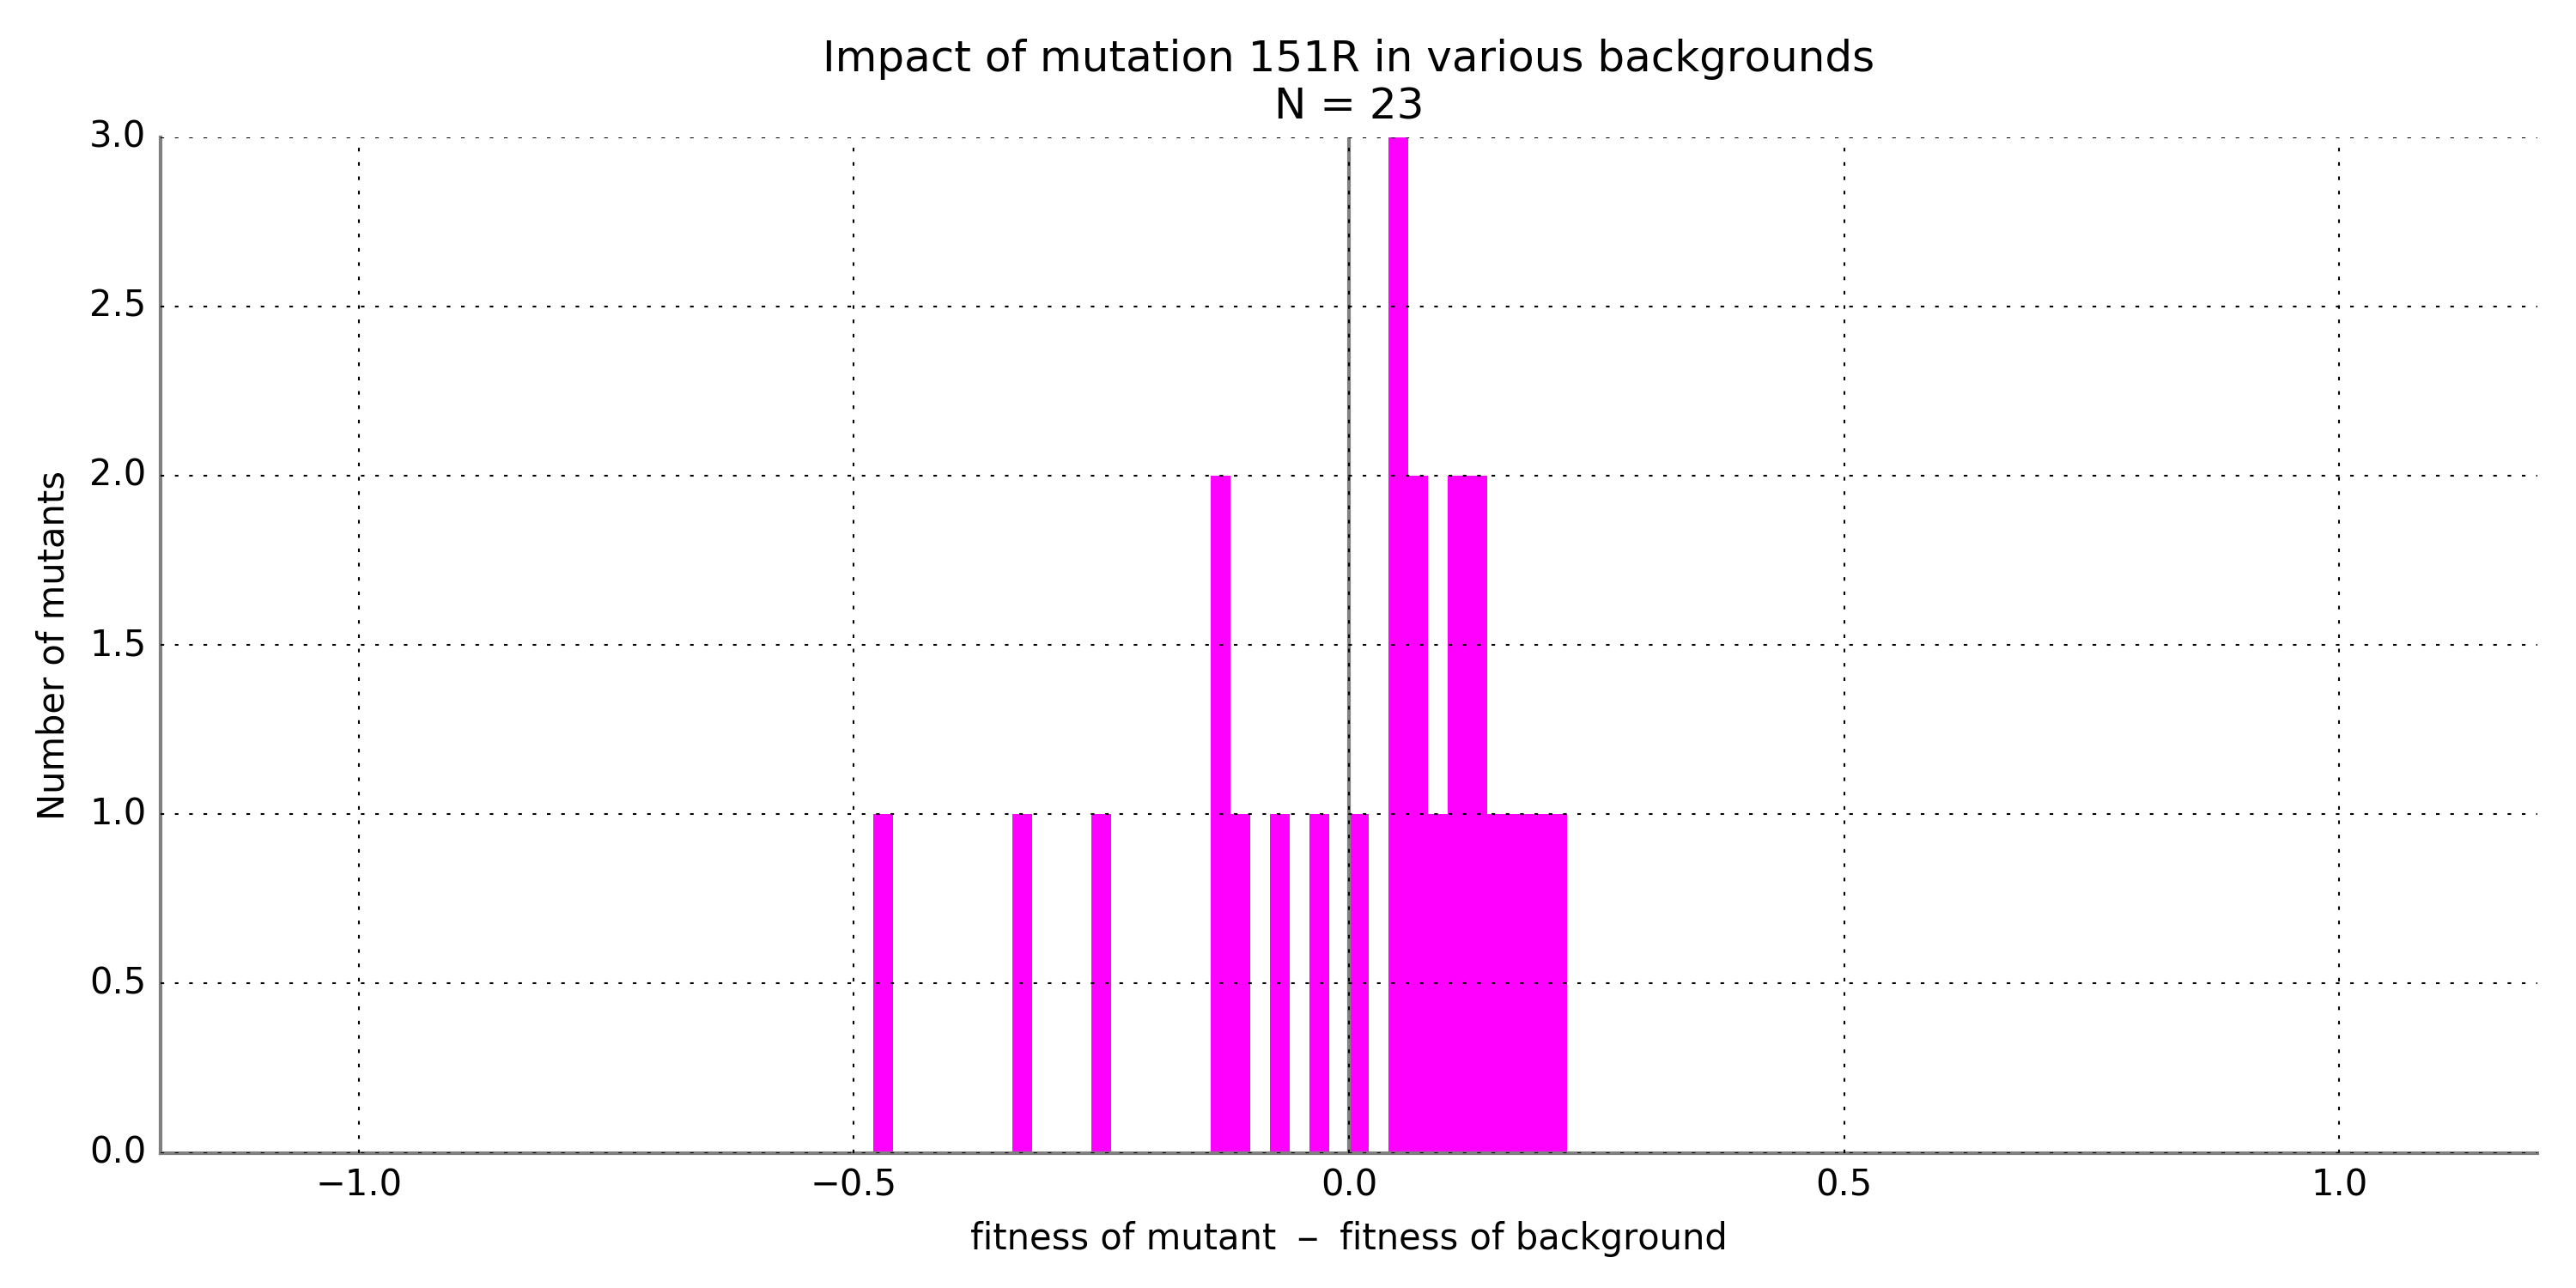 Impact of mutation 151R in various backgrounds
N = 23
3.0
2.5
2.0
1.5
1.0
0.5
0.0
Number of mutants
−1.0 −0.5 0.0 0.5 1.0
fitness of mutant – fitness of background